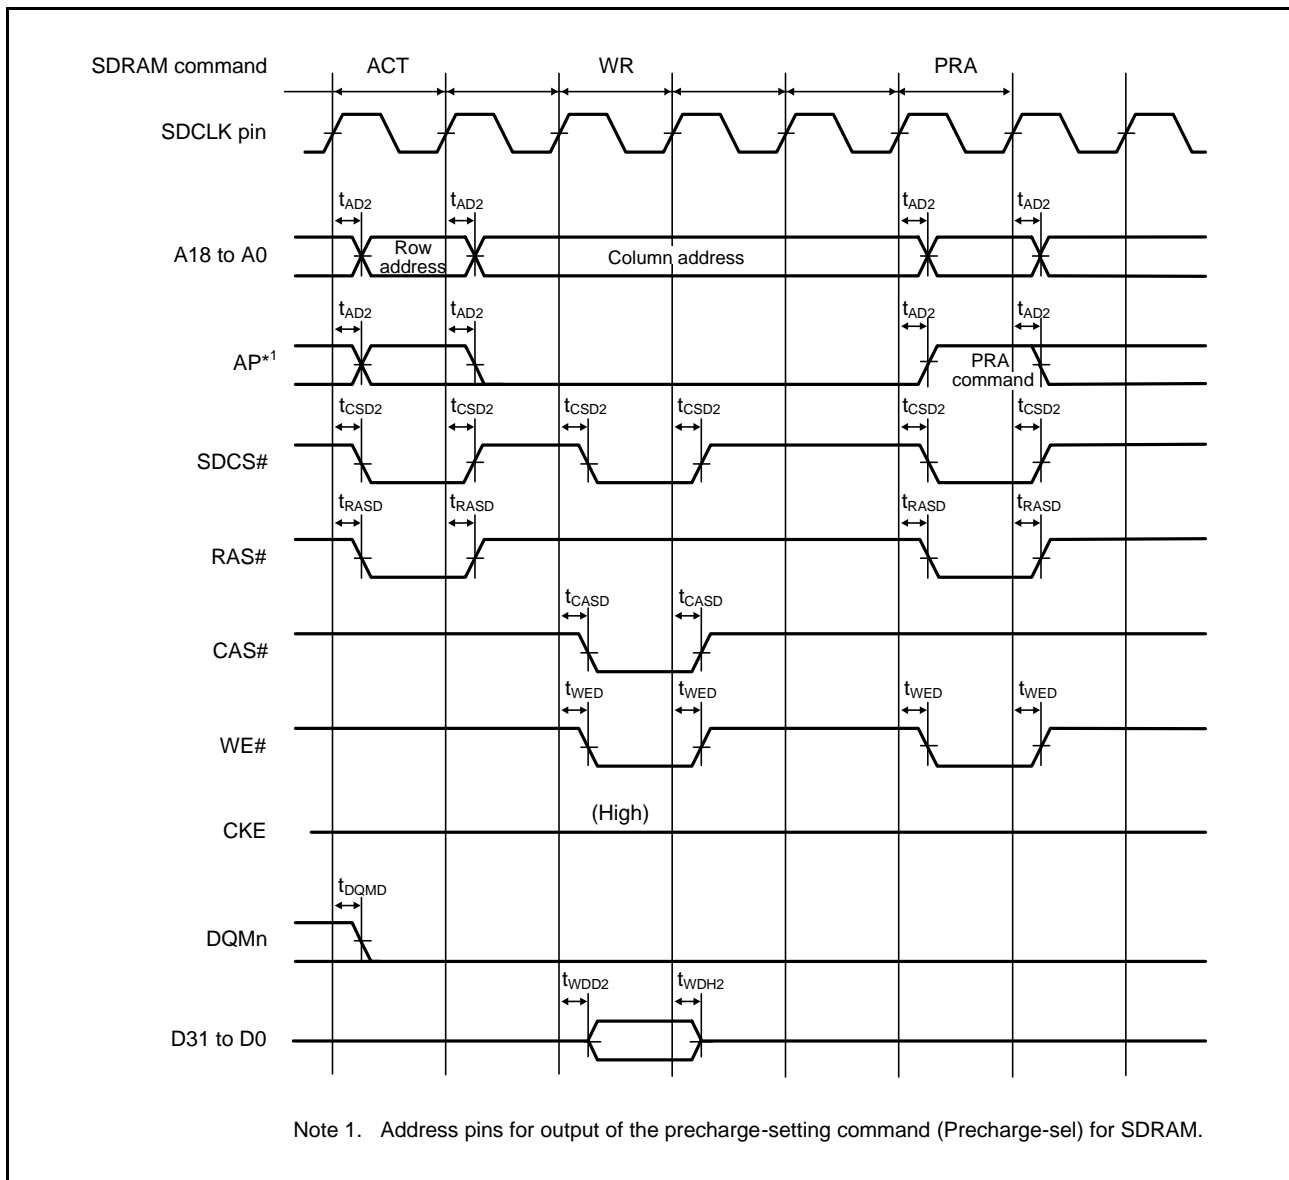 SDRAM command ACT WR PRA
SDCLK pin
tAD2 tAD2 tAD2 tAD2
A18 to A0 Row address Column address
tAD2 tAD2 tAD2 tAD2
AP*1 PRA command
tCSD2 tCSD2 tCSD2 tCSD2 tCSD2 tCSD2
SDCS#
tRASD tRASD tRASD tRASD
RAS#
tCASD tCASD
CAS#
tWED tWED tWED tWED
WE#
(High)
CKE
tDQMD
DQMn
tWDD2 tWDH2
D31 to D0
Note 1. Address pins for output of the precharge-setting command (Precharge-sel) for SDRAM.